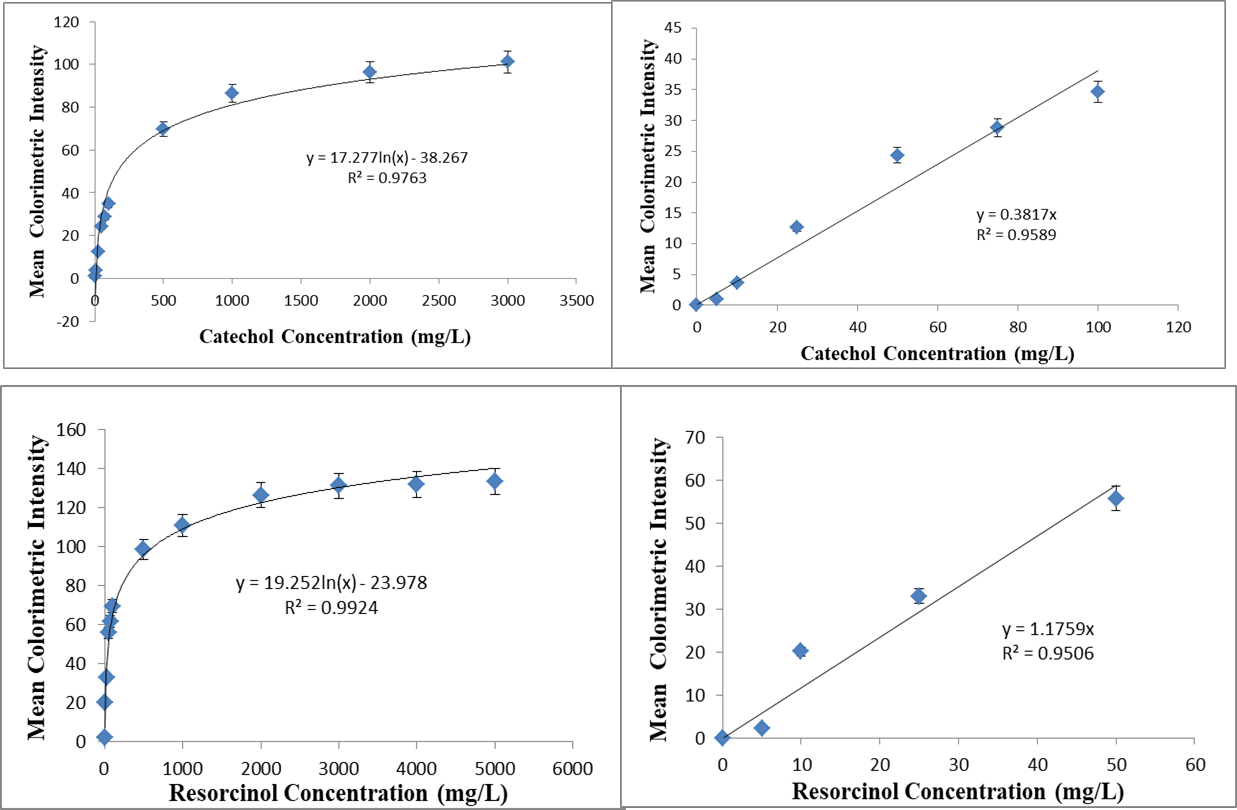 120
100
80
60
40
20
0
-20
Mean Colorimetric Intensity
y = 17.277ln(x) - 38.267
R² = 0.9763
0 500 1000 1500 2000 2500 3000 3500
Catechol Concentration (mg/L)
45
40
35
30
25
20
15
10
5
0
Mean Colorimetric Intensity
y = 0.3817x
R² = 0.9589
0 20 40 60 80 100 120
Catechol Concentration (mg/L)
160
140
120
100
80
60
40
20
0
Mean Colorimetric Intensity
y = 19.252ln(x) - 23.978
R² = 0.9924
0 1000 2000 3000 4000 5000 6000
Resorcinol Concentration (mg/L)
70
60
50
40
30
20
10
0
Mean Colorimetric Intensity
y = 1.1759x
R² = 0.9506
0 10 20 30 40 50 60
Resorcinol Concentration (mg/L)